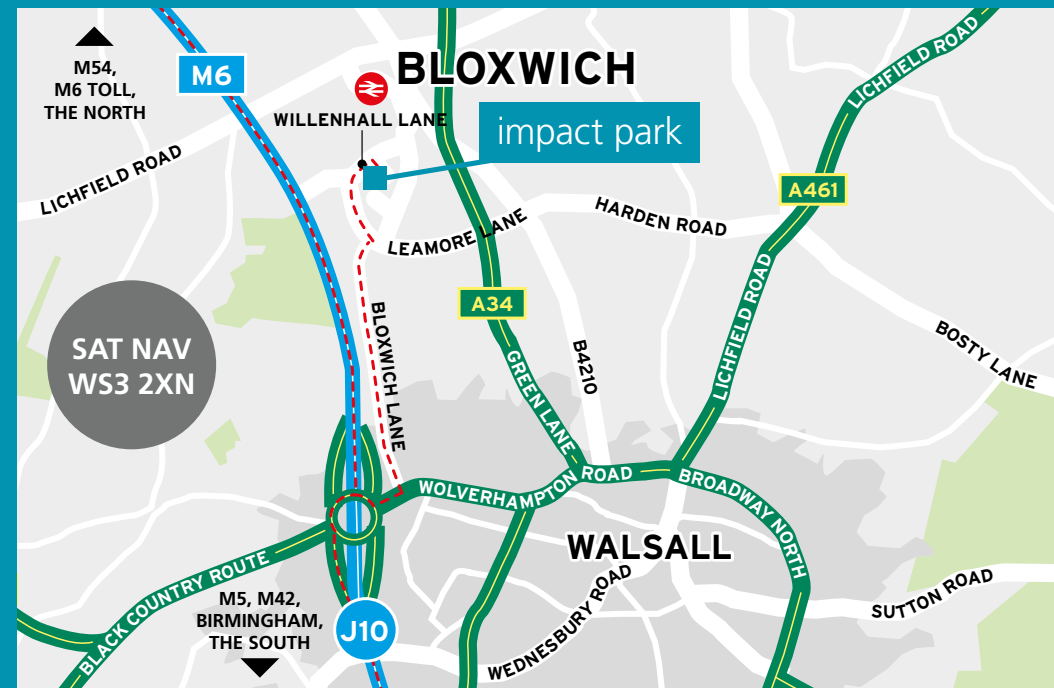 M54,
M6 TOLL,
THE NORTH
M6
BLOXWICH
WILLENHALL LANE
impact park
LICHFIELD ROAD
LICHFIELD ROAD
A461
HARDEN ROAD
LEAMORE LANE
A34
SAT NAV
WS3 2XN
BLOXWICH LANE
GREEN LANE
B4210
LICHFIELD ROAD
BOSTY LANE
WOLVERHAMPTON ROAD
BROADWAY NORTH
WALSALL
BLACK COUNTRY ROUTE
M5, M42,
BIRMINGHAM,
THE SOUTH
J10
WEDNESBURY ROAD
SUTTON ROAD